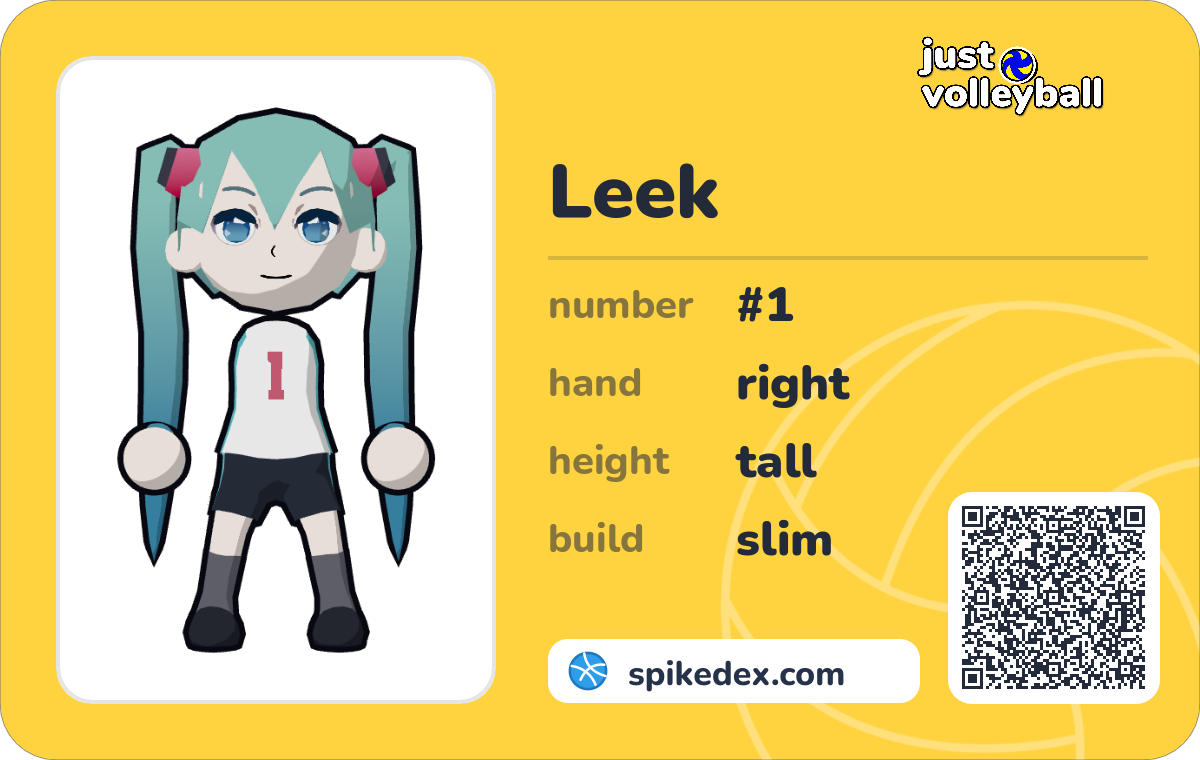 just
volleyball
Leek
number #1
hand right
height tall
build slim
1
spikedex.com